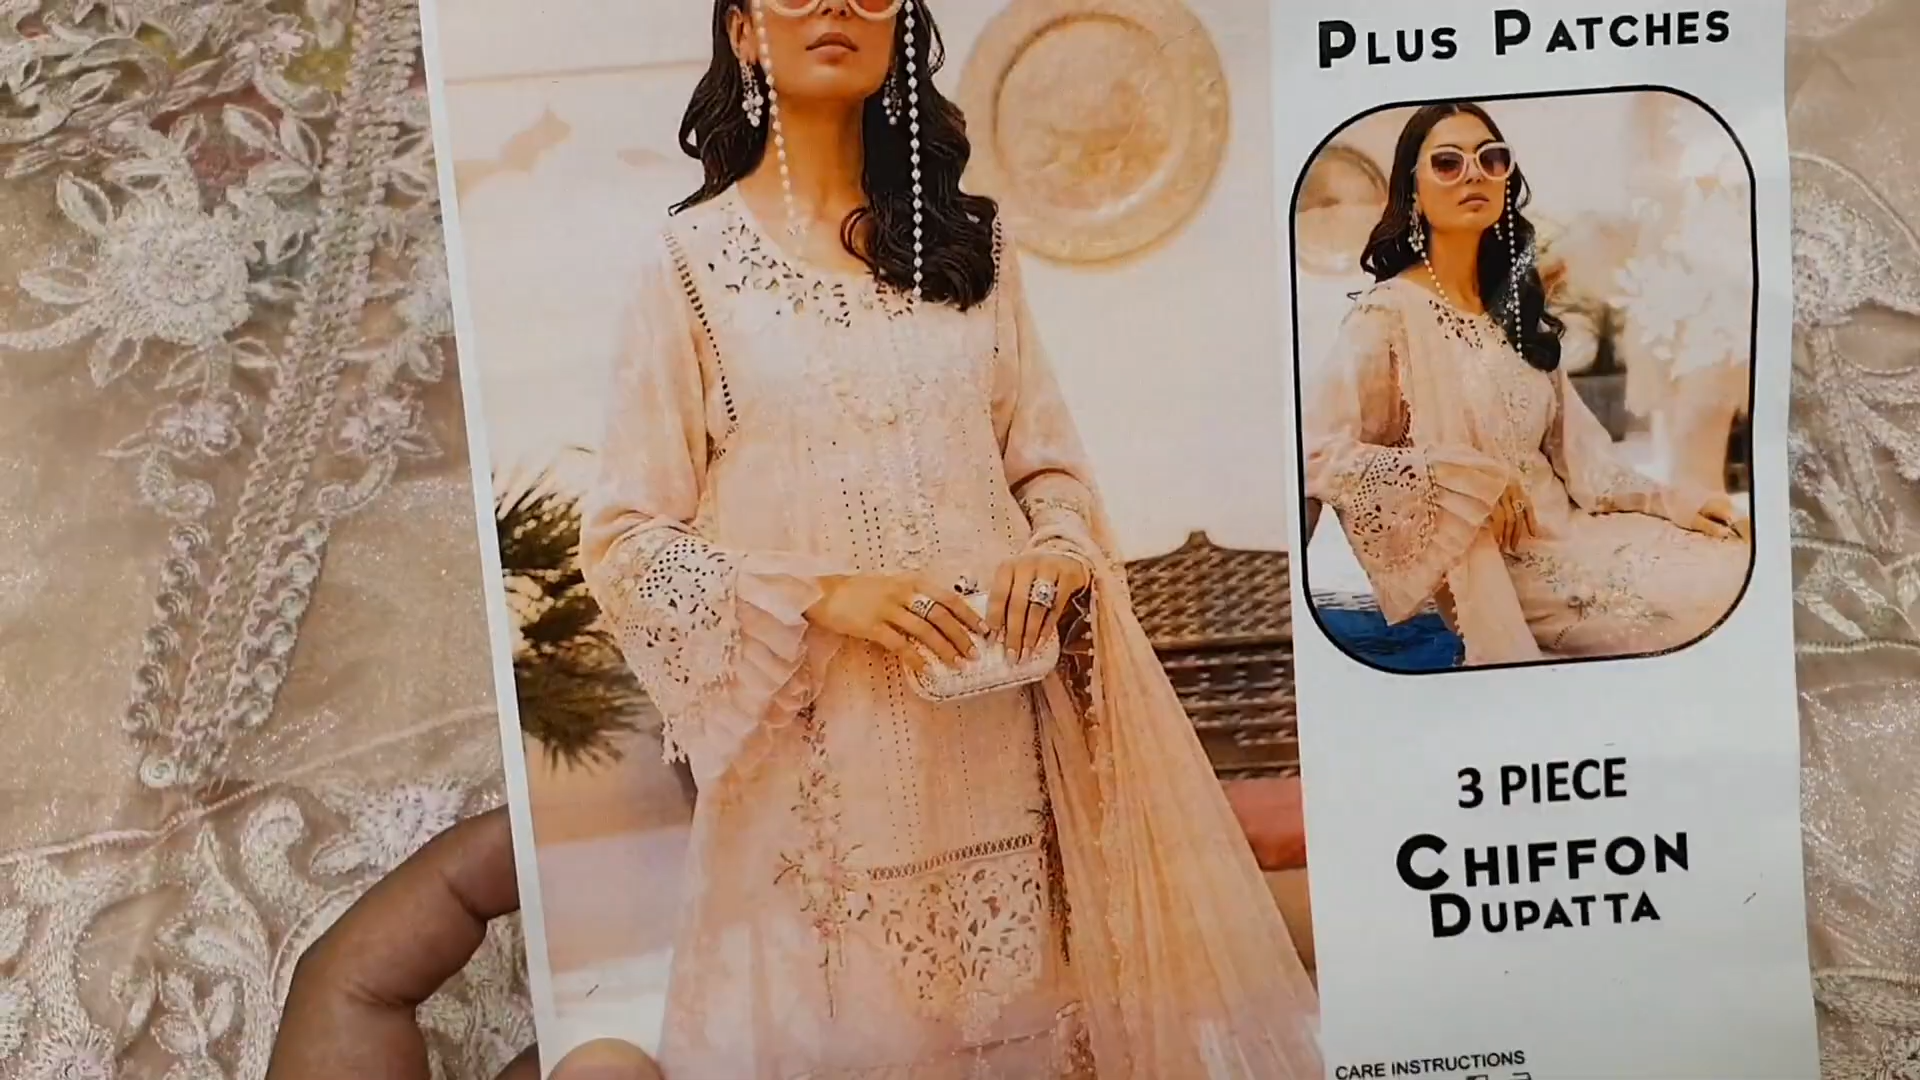 PLUS PATCHES
3 PIECE
CHIFFON
DUPATTA
CARE INSTRUCTIONS